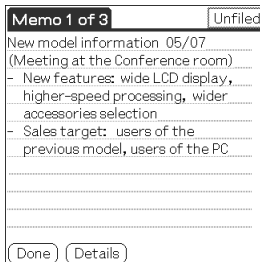 Memo 1 of 3
Unfiled
New model information 05/07
(Meeting at the Conference room)
- New features: wide LCD display,
higher-speed processing, wider
accessories selection
- Sales target: users of the
previous model, users of the PC
Done
Details